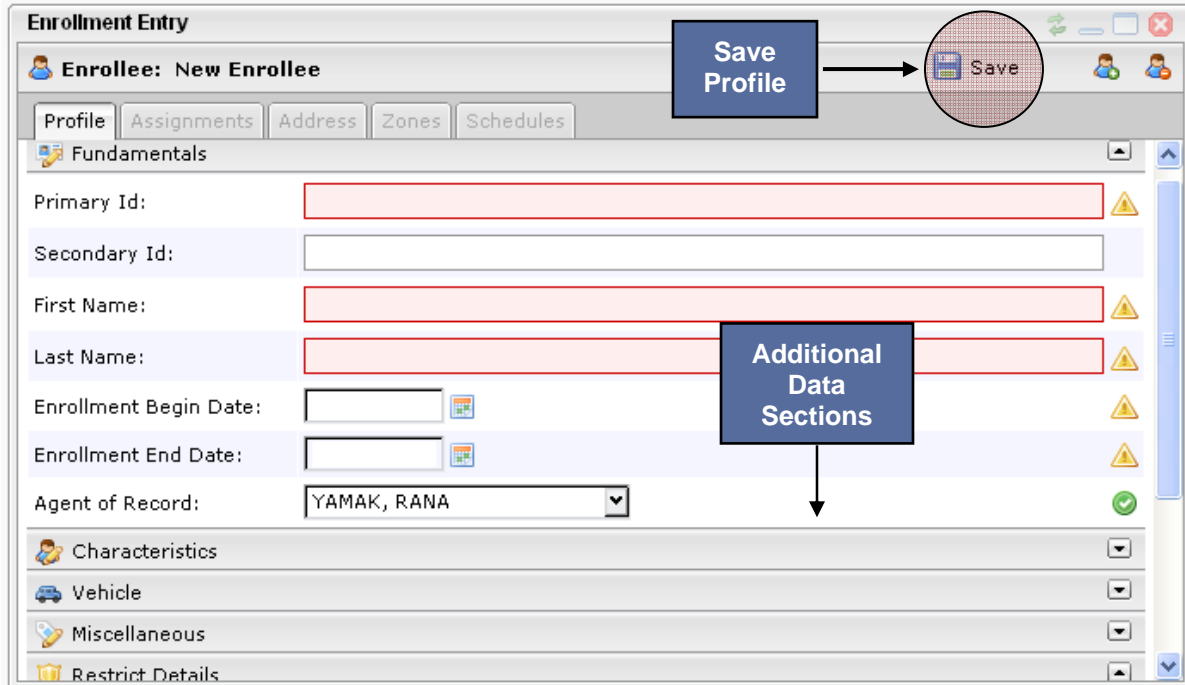 Enrollment Entry
Enrollee: New Enrollee
Save
Profile
Save
Profile
Assignments
Address
Zones
Schedules
Fundamentals
Primary Id:
Secondary Id:
First Name:
Last Name:
Additional
Data
Sections
Enrollment Begin Date:
Enrollment End Date:
Agent of Record:
YAMAK, RANA
Characteristics
Vehicle
Miscellaneous
Restrict Details